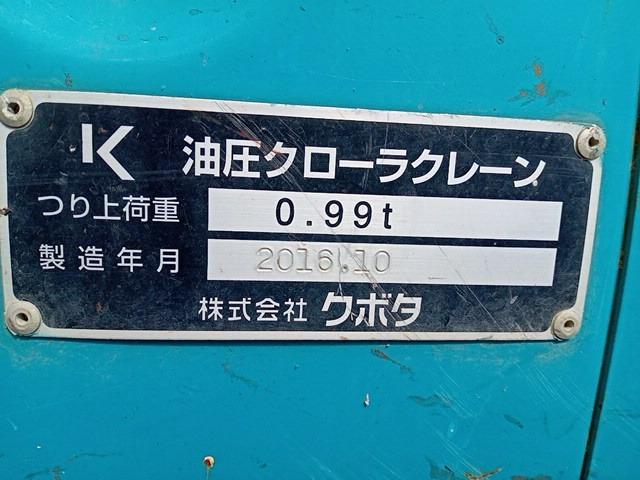 K 油圧クローラクレーン
つり上荷重 0.99t
製造年月 2016.10
株式会社 クボタ